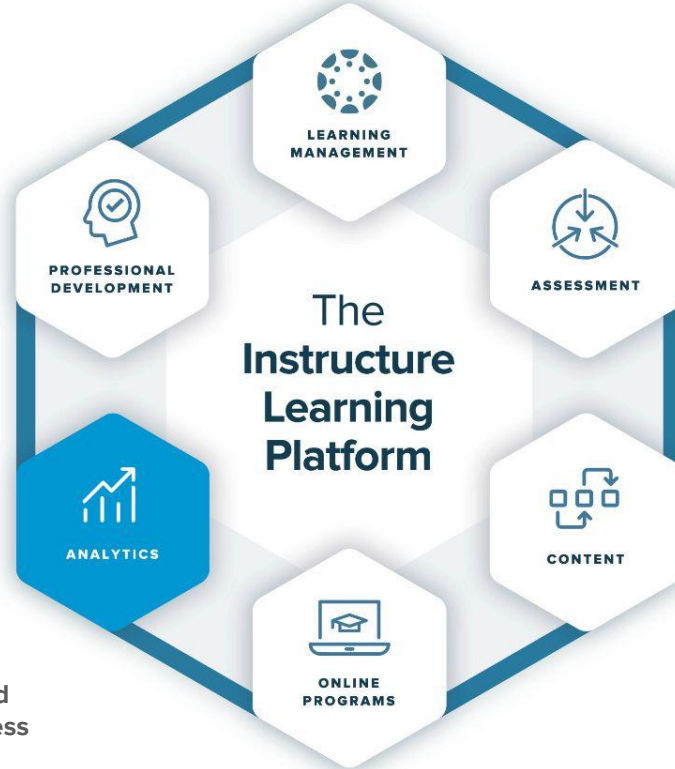 LEARNING
MANAGEMENT
PROFESSIONAL
DEVELOPMENT
ASSESSMENT
The
Instructure
Learning
Platform
ANALYTICS
CONTENT
ONLINE
PROGRAMS